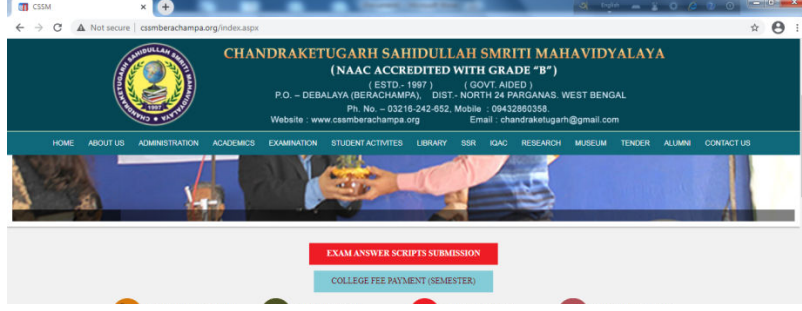 CSSM
Not secure | cssmberachampa.org/index.aspx
CHANDRAKETUGARH SAHIDULLAH SMRITI MAHAVIDYALAYA
(NAAC ACCREDITED WITH GRADE “B”)
( ESTD.- 1997 ) ( GOVT. AIDED )
P.O. – DEBALAYA (BERACHAMPA), DIST.- NORTH 24 PARGANAS. WEST BENGAL
Ph. No. – 03216-242-652, Mobile : 09432860358.
Website : www.cssmberachampa.org Email : chandraketugarh@gmail.com
1997
HOME ABOUT US ADMINISTRATION ACADEMICS EXAMINATION STUDENT ACTIVITES LIBRARY SSR IQAC RESEARCH MUSEUM TENDER ALUMNI CONTACT US
EXAM ANSWER SCRIPTS SUBMISSION
COLLEGE FEE PAYMENT (SEMESTER)